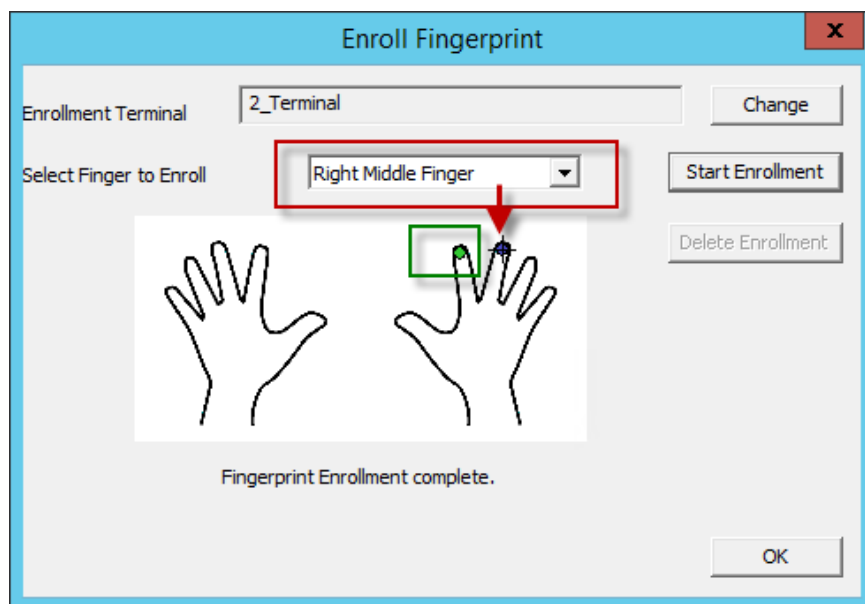 Enroll Fingerprint
x
Enrollment Terminal 2_Terminal Change
Select Finger to Enroll Right Middle Finger Start Enrollment
Delete Enrollment
Fingerprint Enrollment complete.
OK